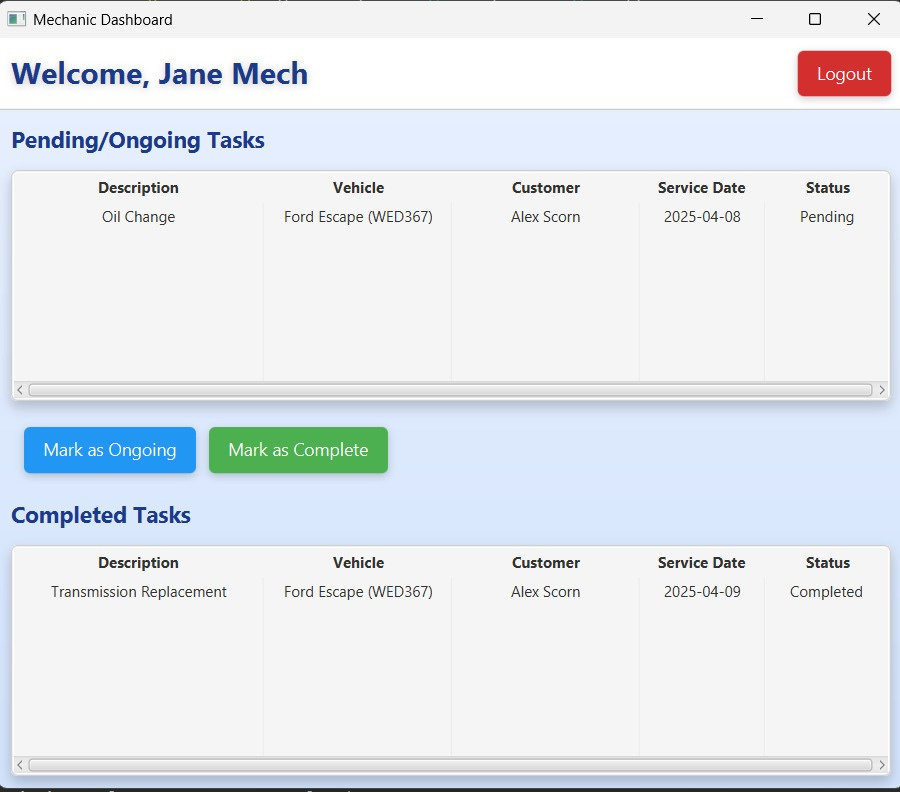 Mechanic Dashboard
Welcome, Jane Mech
Logout
Pending/Ongoing Tasks
Description Vehicle Customer Service Date Status
Oil Change Ford Escape (WED367) Alex Scorn 2025-04-08 Pending
Mark as Ongoing Mark as Complete
Completed Tasks
Description Vehicle Customer Service Date Status
Transmission Replacement Ford Escape (WED367) Alex Scorn 2025-04-09 Completed